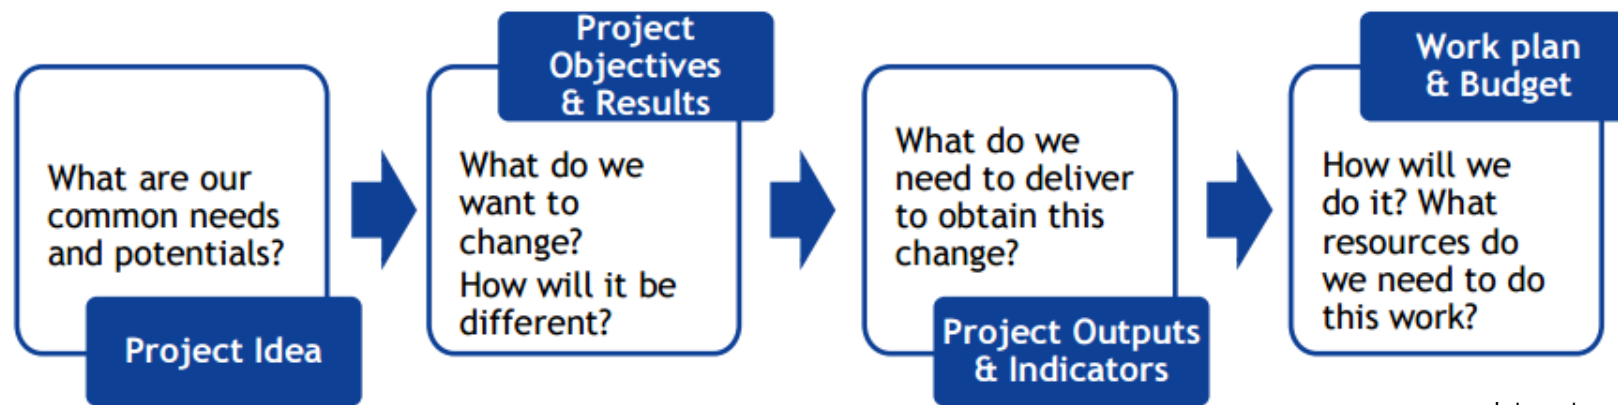 What are our
common needs
and potentials?
Project Idea
Project
Objectives
& Results
What do we
want to
change?
How will it be
different?
What do we
need to deliver
to obtain this
change?
Project Outputs
& Indicators
Work plan
& Budget
How will we
do it? What
resources do
we need to do
this work?